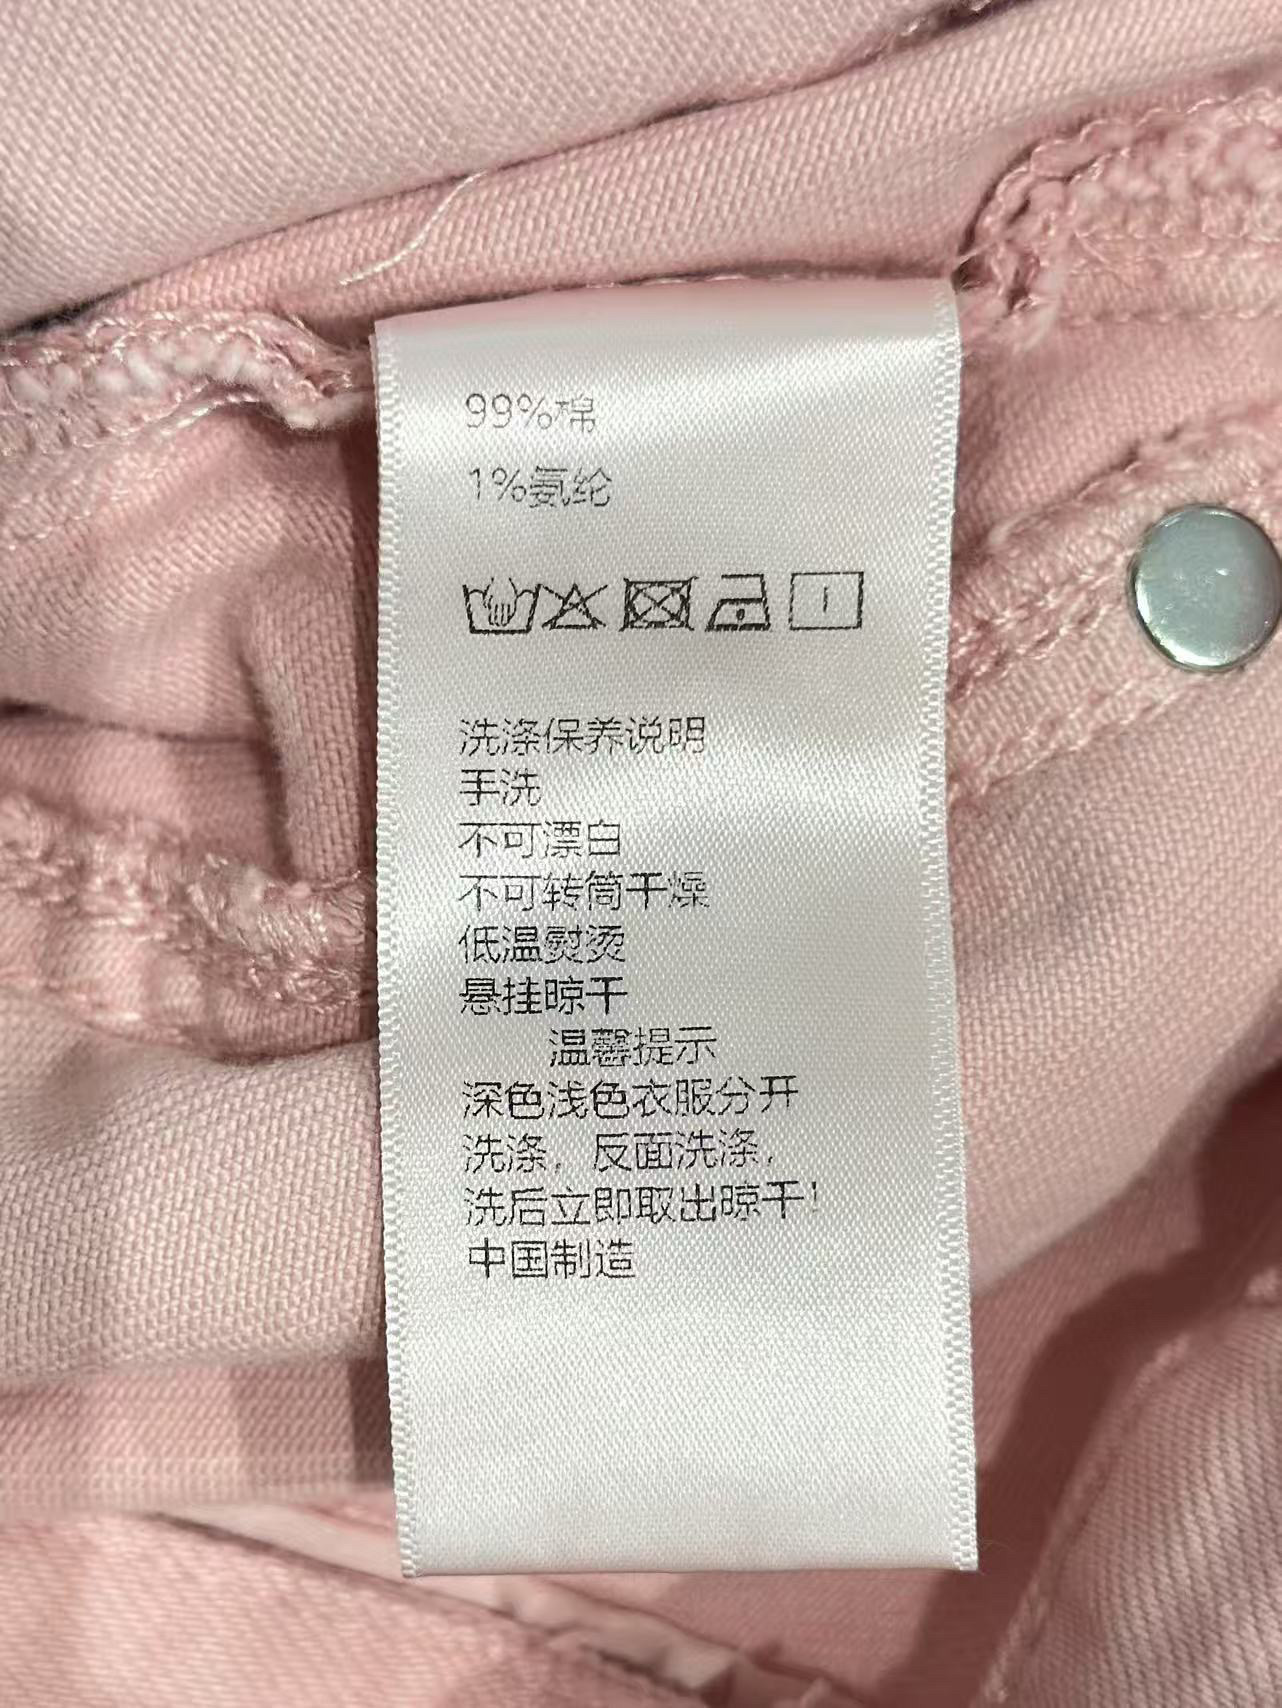 99%棉
1%氨纶
洗涤保养说明
手洗
不可漂白
不可转筒干燥
低温熨烫
悬挂晾干
温馨提示
深色浅色衣服分开
洗涤，反面洗涤，
洗后立即取出晾干！
中国制造